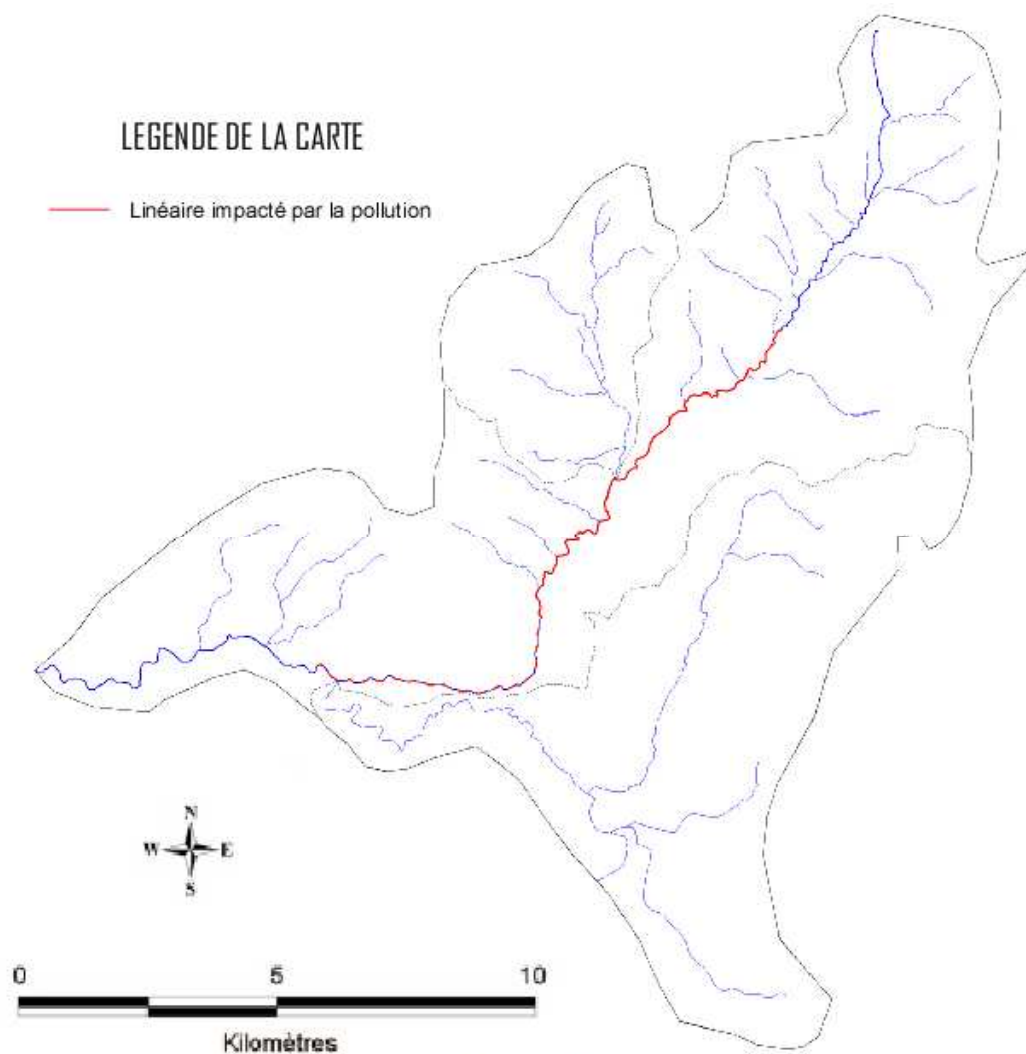 LEGENDE DE LA CARTE
Linéaire impacté par la pollution
N
W E
S
0 5 10
Kilomètres